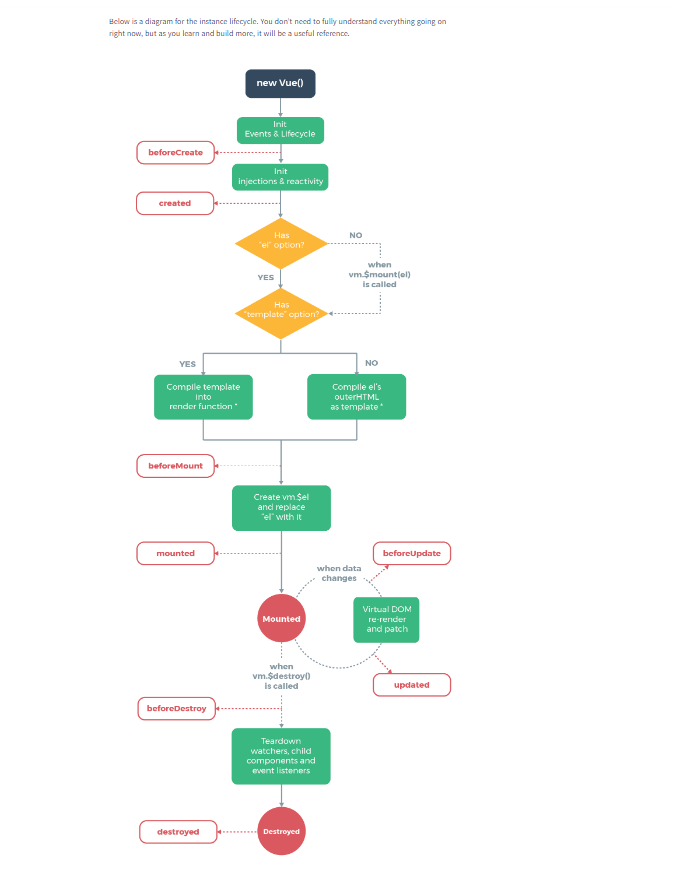 Below is a diagram for the instance lifecycle. You don't need to fully understand everything going on
right now, but as you learn and build more, it will be a useful reference.
new Vue()
Init
Events & Lifecycle
beforeCreate
Init
injections & reactivity
created
Has
"el" option?
NO
when
vm.$mount(el)
is called
YES
Has
"template" option?
YES
NO
Compile template
into
render function *
Compile el's
outerHTML
as template *
beforeMount
Create vm.$el
and replace
"el" with it
mounted
beforeUpdate
when data
changes
Mounted
Virtual DOM
re-render
and patch
when
vm.$destroy()
is called
updated
beforeDestroy
Teardown
watchers, child
components and
event listeners
destroyed
Destroyed